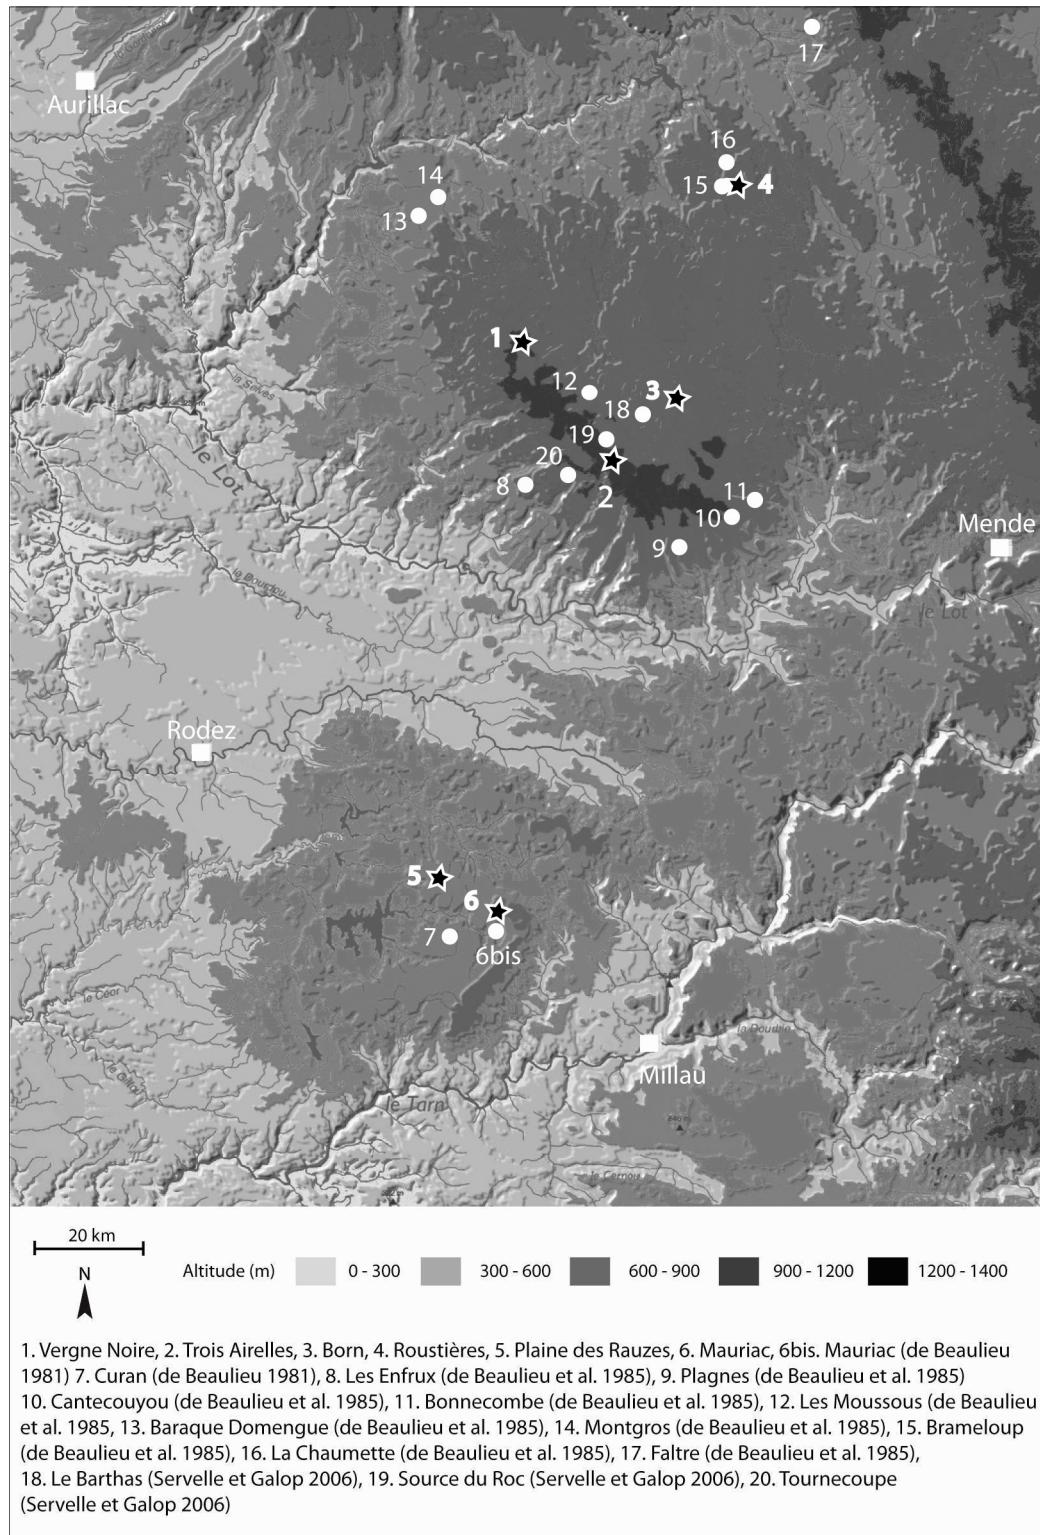 17
Aurillac
16
15
4
14
13
1
12
3
18
19
20
8
2
11
10
9
Mende
le Lot
le Lot
la Dourdou
Rodez
5
6
7
6bis
le Céor
la Dourbie
Millau
le Tarn
le Cernon
20 km
N
Altitude (m) 0 - 300 300 - 600 600 - 900 900 - 1200 1200 - 1400
1. Vergne Noire, 2. Trois Airelles, 3. Born, 4. Roustières, 5. Plaine des Rauzes, 6. Mauriac, 6bis. Mauriac (de Beaulieu
1981) 7. Curan (de Beaulieu 1981), 8. Les Enfrux (de Beaulieu et al. 1985), 9. Plagnes (de Beaulieu et al. 1985)
10. Cantecouyou (de Beaulieu et al. 1985), 11. Bonnecombe (de Beaulieu et al. 1985), 12. Les Moussous (de Beaulieu
et al. 1985, 13. Baraque Domengue (de Beaulieu et al. 1985), 14. Montgros (de Beaulieu et al. 1985), 15. Brameloup
(de Beaulieu et al. 1985), 16. La Chaumette (de Beaulieu et al. 1985), 17. Faltre (de Beaulieu et al. 1985),
18. Le Barthas (Servelle et Galop 2006), 19. Source du Roc (Servelle et Galop 2006), 20. Tournecoupe
(Servelle et Galop 2006)